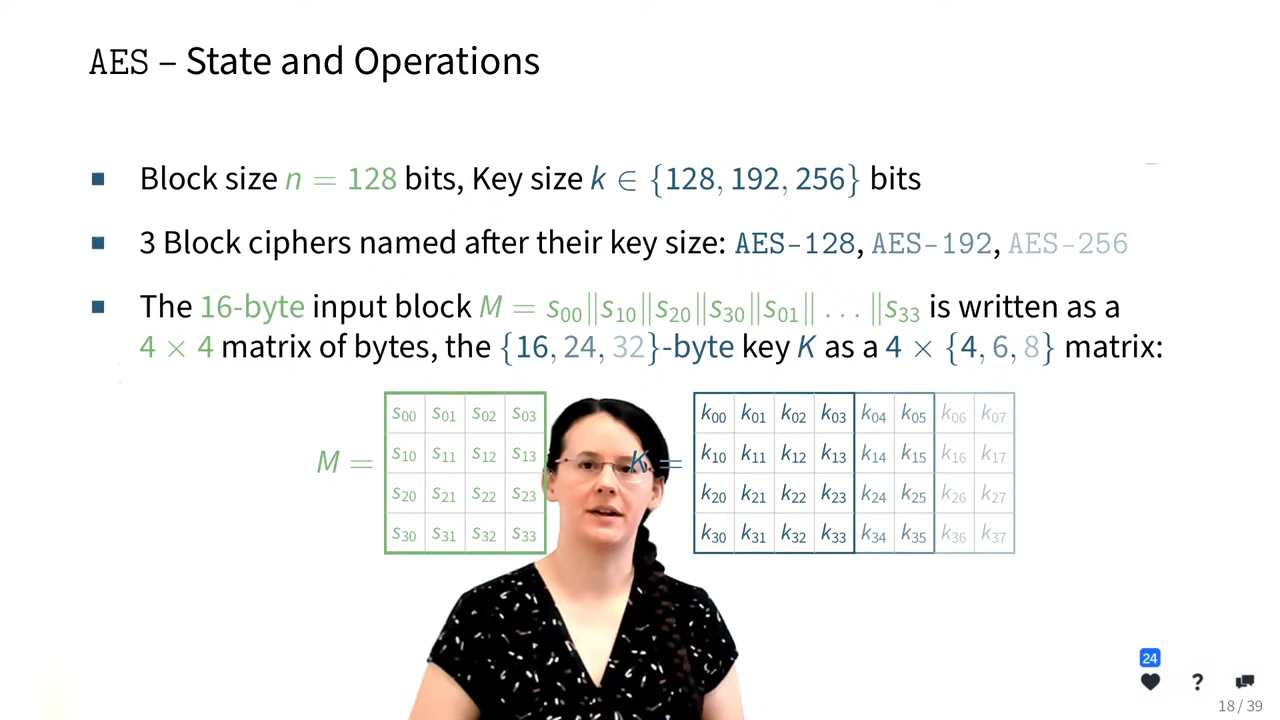 AES – State and Operations
■ Block size n = 128 bits, Key size k ∈ {128, 192, 256} bits
■ 3 Block ciphers named after their key size: AES-128, AES-192, AES-256
■ The 16-byte input block M = s₀₀‖s₁₀‖s₂₀‖s₃₀‖s₀₁‖ . . . ‖s₃₃ is written as a
4 × 4 matrix of bytes, the {16, 24, 32}-byte key K as a 4 × {4, 6, 8} matrix:
s₀₀ s₀₁ s₀₂ s₀₃
M = s₁₀ s₁₁ s₁₂ s₁₃
s₂₀ s₂₁ s₂₂ s₂₃
s₃₀ s₃₁ s₃₂ s₃₃
k₀₀ k₀₁ k₀₂ k₀₃ k₀₄ k₀₅ k₀₆ k₀₇
K = k₁₀ k₁₁ k₁₂ k₁₃ k₁₄ k₁₅ k₁₆ k₁₇
k₂₀ k₂₁ k₂₂ k₂₃ k₂₄ k₂₅ k₂₆ k₂₇
k₃₀ k₃₁ k₃₂ k₃₃ k₃₄ k₃₅ k₃₆ k₃₇
24
?
18 / 39